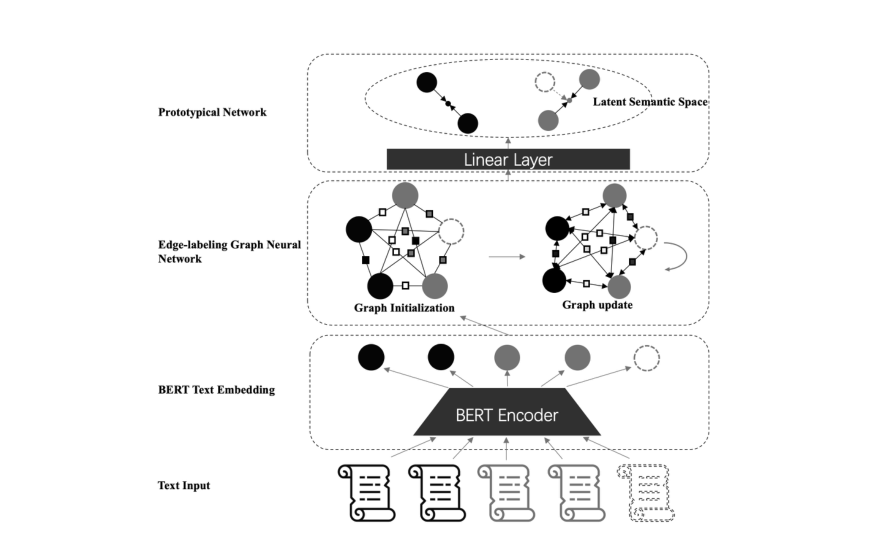 Prototypical Network
Latent Semantic Space
Linear Layer
Edge-labeling Graph Neural
Network
Graph Initialization
Graph update
BERT Text Embedding
BERT Encoder
Text Input